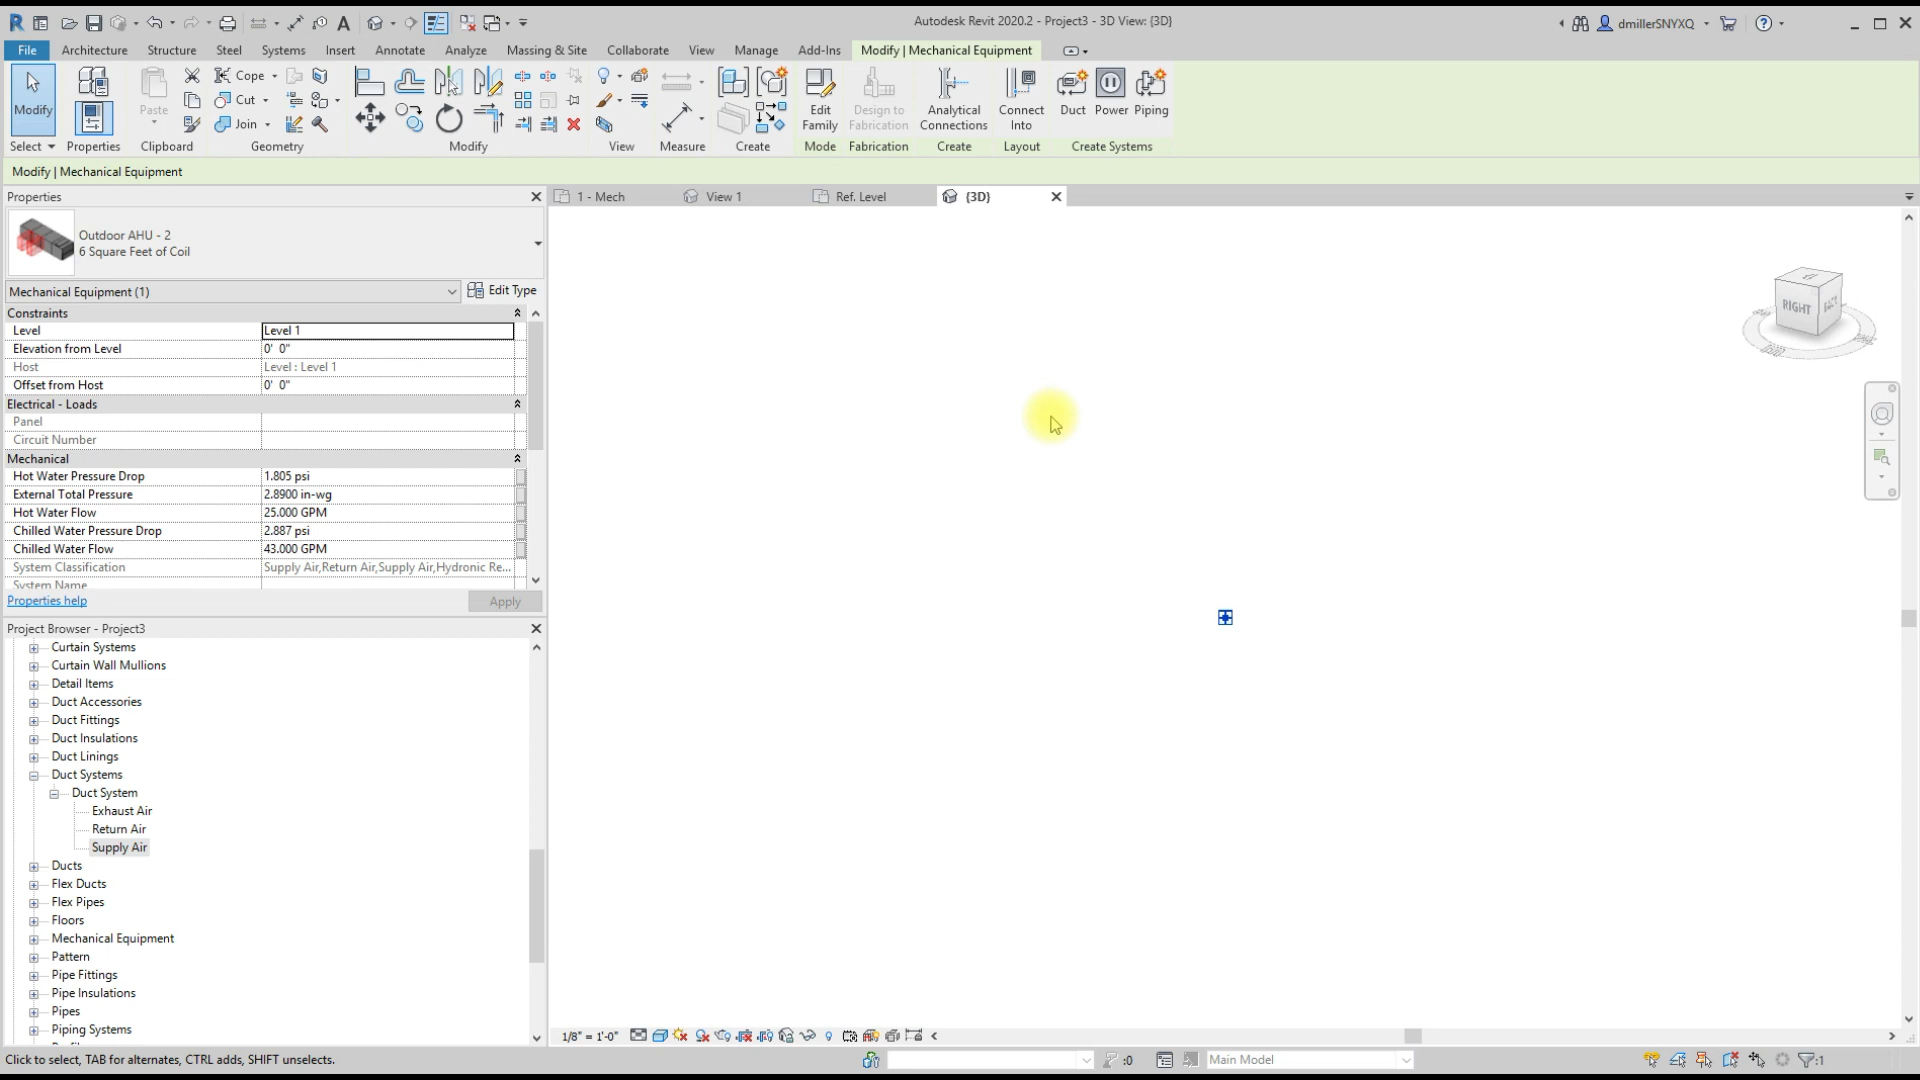 Autodesk Revit 2020.2 - Project3 - 3D View: {3D}
dmillerSNYXQ
File Architecture Structure Steel Systems Insert Annotate Analyze Massing & Site Collaborate View Manage Add-Ins Modify | Mechanical Equipment
Modify
Paste
Cope
Cut
Join
Edit Family
Design to Fabrication
Analytical Connections
Connect Into
Duct Power Piping
Select Properties Clipboard Geometry Modify View Measure Create Mode Fabrication Create Layout Create Systems
Modify | Mechanical Equipment
Properties
1 - Mech View 1 Ref. Level {3D}
Outdoor AHU - 2
6 Square Feet of Coil
Mechanical Equipment (1) Edit Type
Constraints
Level Level 1
Elevation from Level 0' 0"
Host Level : Level 1
Offset from Host 0' 0"
Electrical - Loads
Panel
Circuit Number
Mechanical
Hot Water Pressure Drop 1.805 psi
External Total Pressure 2.8900 in-wg
Hot Water Flow 25.000 GPM
Chilled Water Pressure Drop 2.887 psi
Chilled Water Flow 43.000 GPM
System Classification Supply Air,Return Air,Supply Air,Hydronic Re...
System Name
Properties help Apply
Project Browser - Project3
Curtain Systems
Curtain Wall Mullions
Detail Items
Duct Accessories
Duct Fittings
Duct Insulations
Duct Linings
Duct Systems
Duct System
Exhaust Air
Return Air
Supply Air
Ducts
Flex Ducts
Flex Pipes
Floors
Mechanical Equipment
Pattern
Pipe Fittings
Pipe Insulations
Pipes
Piping Systems
RIGHT
1/8" = 1'-0"
Click to select, TAB for alternates, CTRL adds, SHIFT unselects.
:0
Main Model
:1